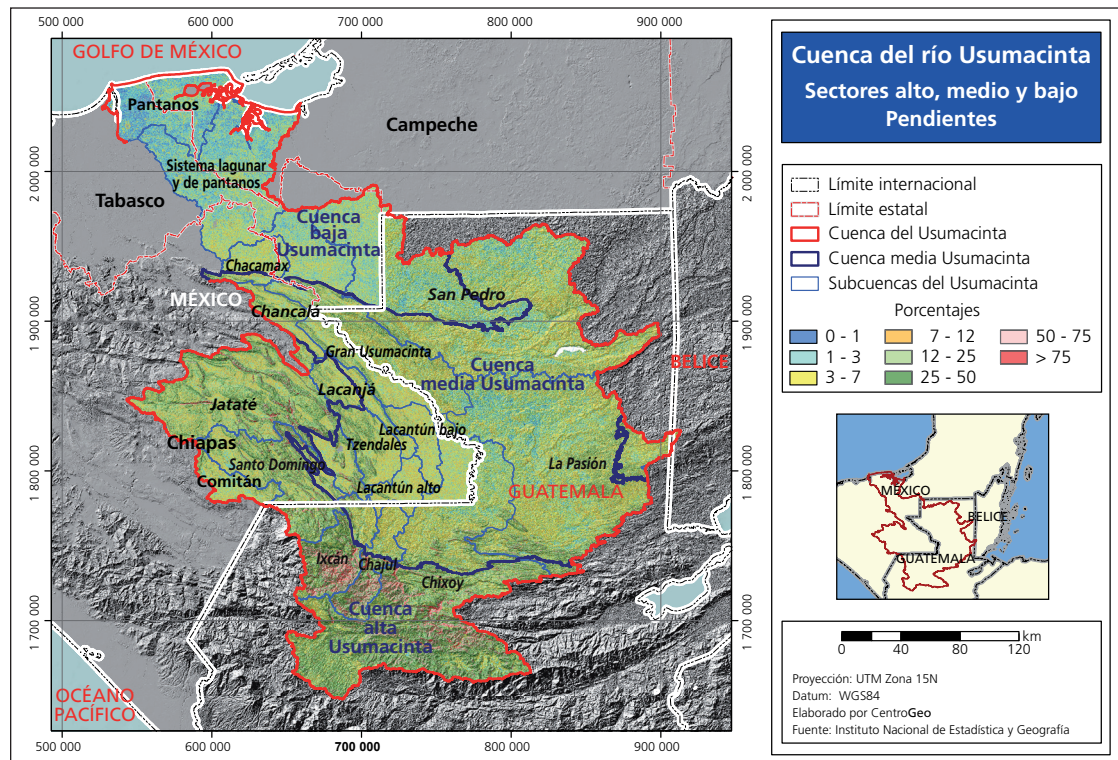 500 000
600 000
700 000
800 000
900 000
GOLFO DE MÉXICO
Pantanos
Campeche
Sistema lagunar
y de pantanos
2 000 000
2 000 000
Tabasco
Cuenca
baja
Usumacinta
Chacamax
San Pedro
MÉXICO
Chancalá
1 900 000
1 900 000
Gran Usumacinta
Cuenca
media Usumacinta
BELICE
Lacanjá
Jataté
Lacantún bajo
Chiapas
Tzendales
Santo Domingo
La Pasión
Comitán
Lacantún alto
GUATEMALA
1 800 000
1 800 000
Ixcán
Chajul
Chixoy
Cuenca
alta
Usumacinta
1 700 000
1 700 000
OCÉANO
PACÍFICO
500 000
600 000
700 000
800 000
900 000
Cuenca del río Usumacinta
Sectores alto, medio y bajo
Pendientes
Límite internacional
Límite estatal
Cuenca del Usumacinta
Cuenca media Usumacinta
Subcuencas del Usumacinta
Porcentajes
0 - 1
7 - 12
50 - 75
1 - 3
12 - 25
> 75
3 - 7
25 - 50
MÉXICO
BELICE
GUATEMALA
km
0
40
80
120
Proyección: UTM Zona 15N
Datum: WGS84
Elaborado por CentroGeo
Fuente: Instituto Nacional de Estadística y Geografía